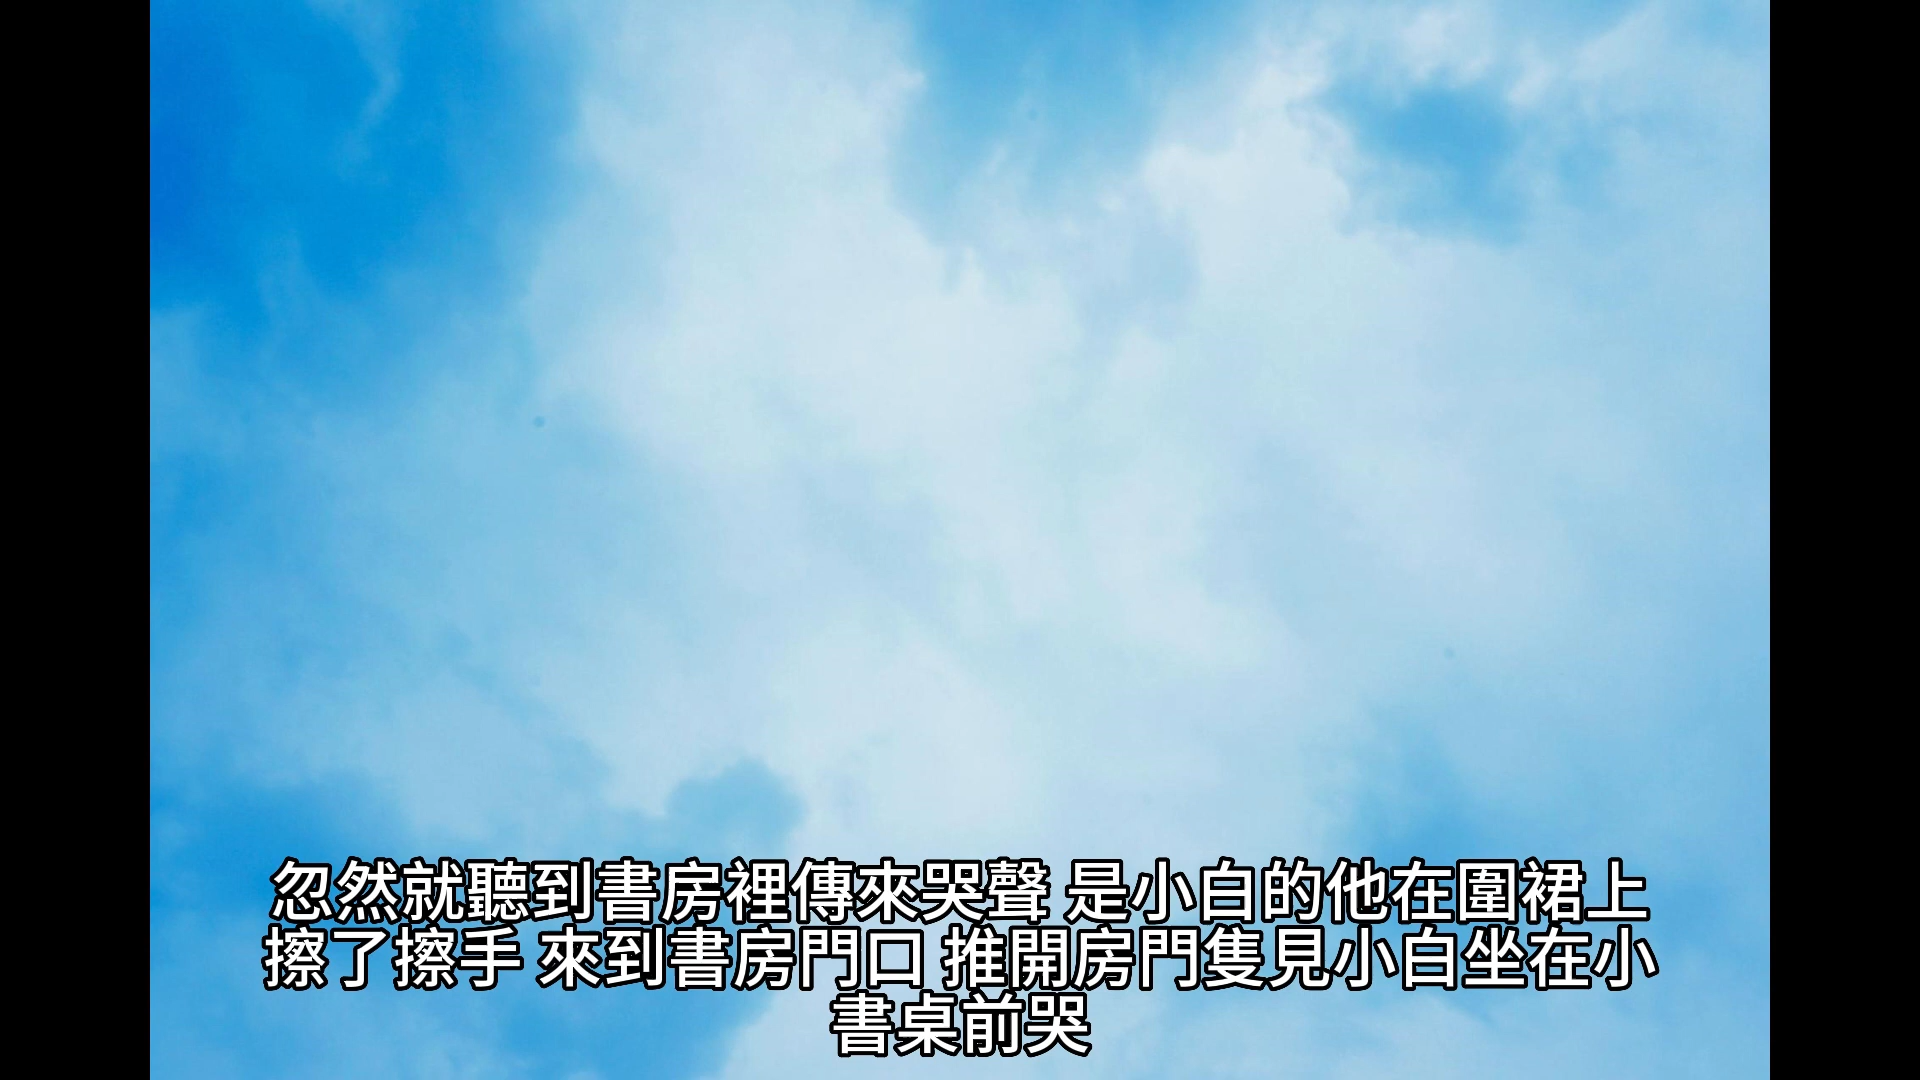 忽然就聽到書房裡傳來哭聲 是小白的他在圍裙上
擦了擦手 來到書房門口 推開房門隻見小白坐在小
書桌前哭